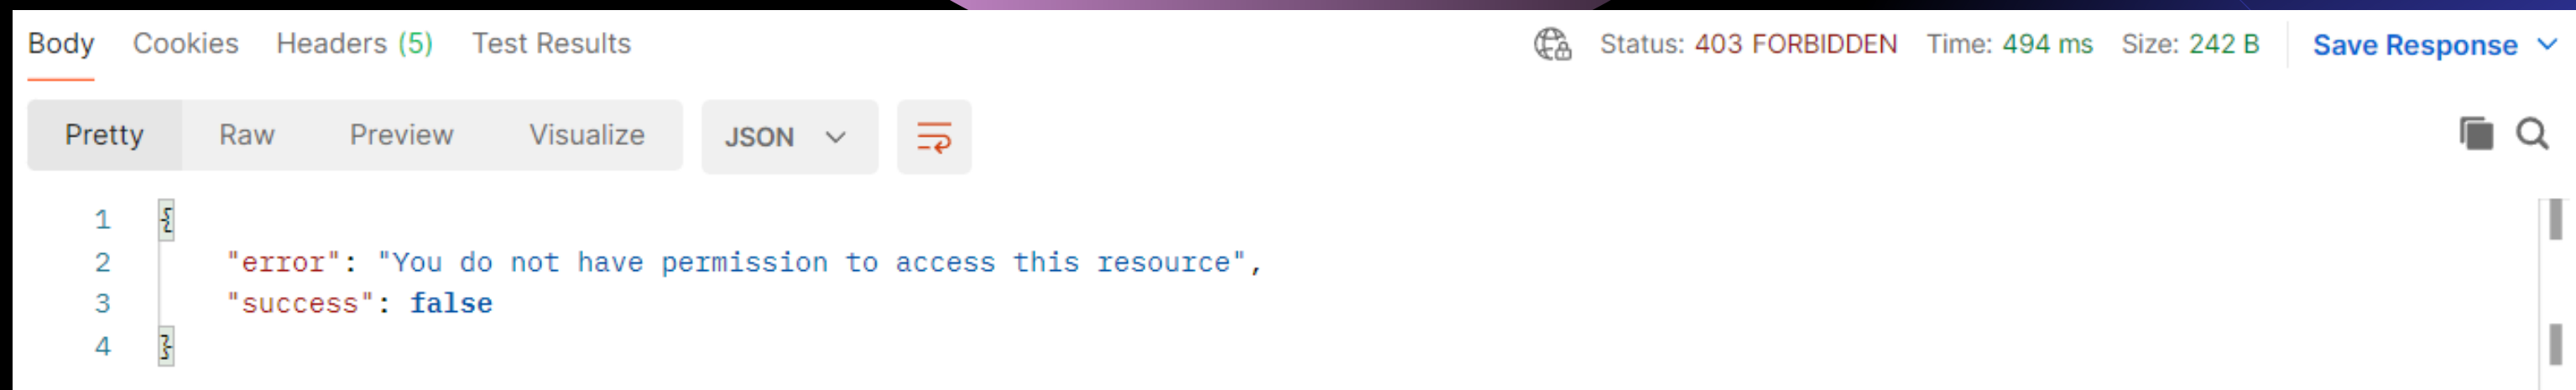 Body Cookies Headers (5) Test Results Status: 403 FORBIDDEN Time: 494 ms Size: 242 B Save Response
Pretty Raw Preview Visualize JSON
1 {
2 "error": "You do not have permission to access this resource",
3 "success": false
4 }